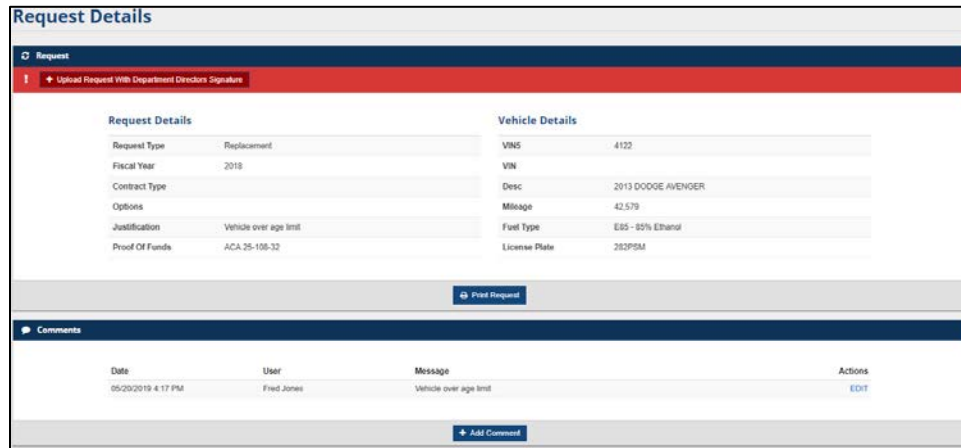 Request Details
Request
! + Upload Request With Department Directors Signature
Request Details
Request Type Replacement
Fiscal Year 2018
Contract Type
Options
Justification Vehicle over age limit
Proof Of Funds ACA 25-108-32
Vehicle Details
VIN5 4122
VIN
Desc 2013 DODGE AVENGER
Mileage 42,579
Fuel Type E85 - 85% Ethanol
License Plate 282PSM
Print Request
Comments
Date User Message Actions
05/20/2019 4:17 PM Fred Jones Vehicle over age limit EDIT
+ Add Comment